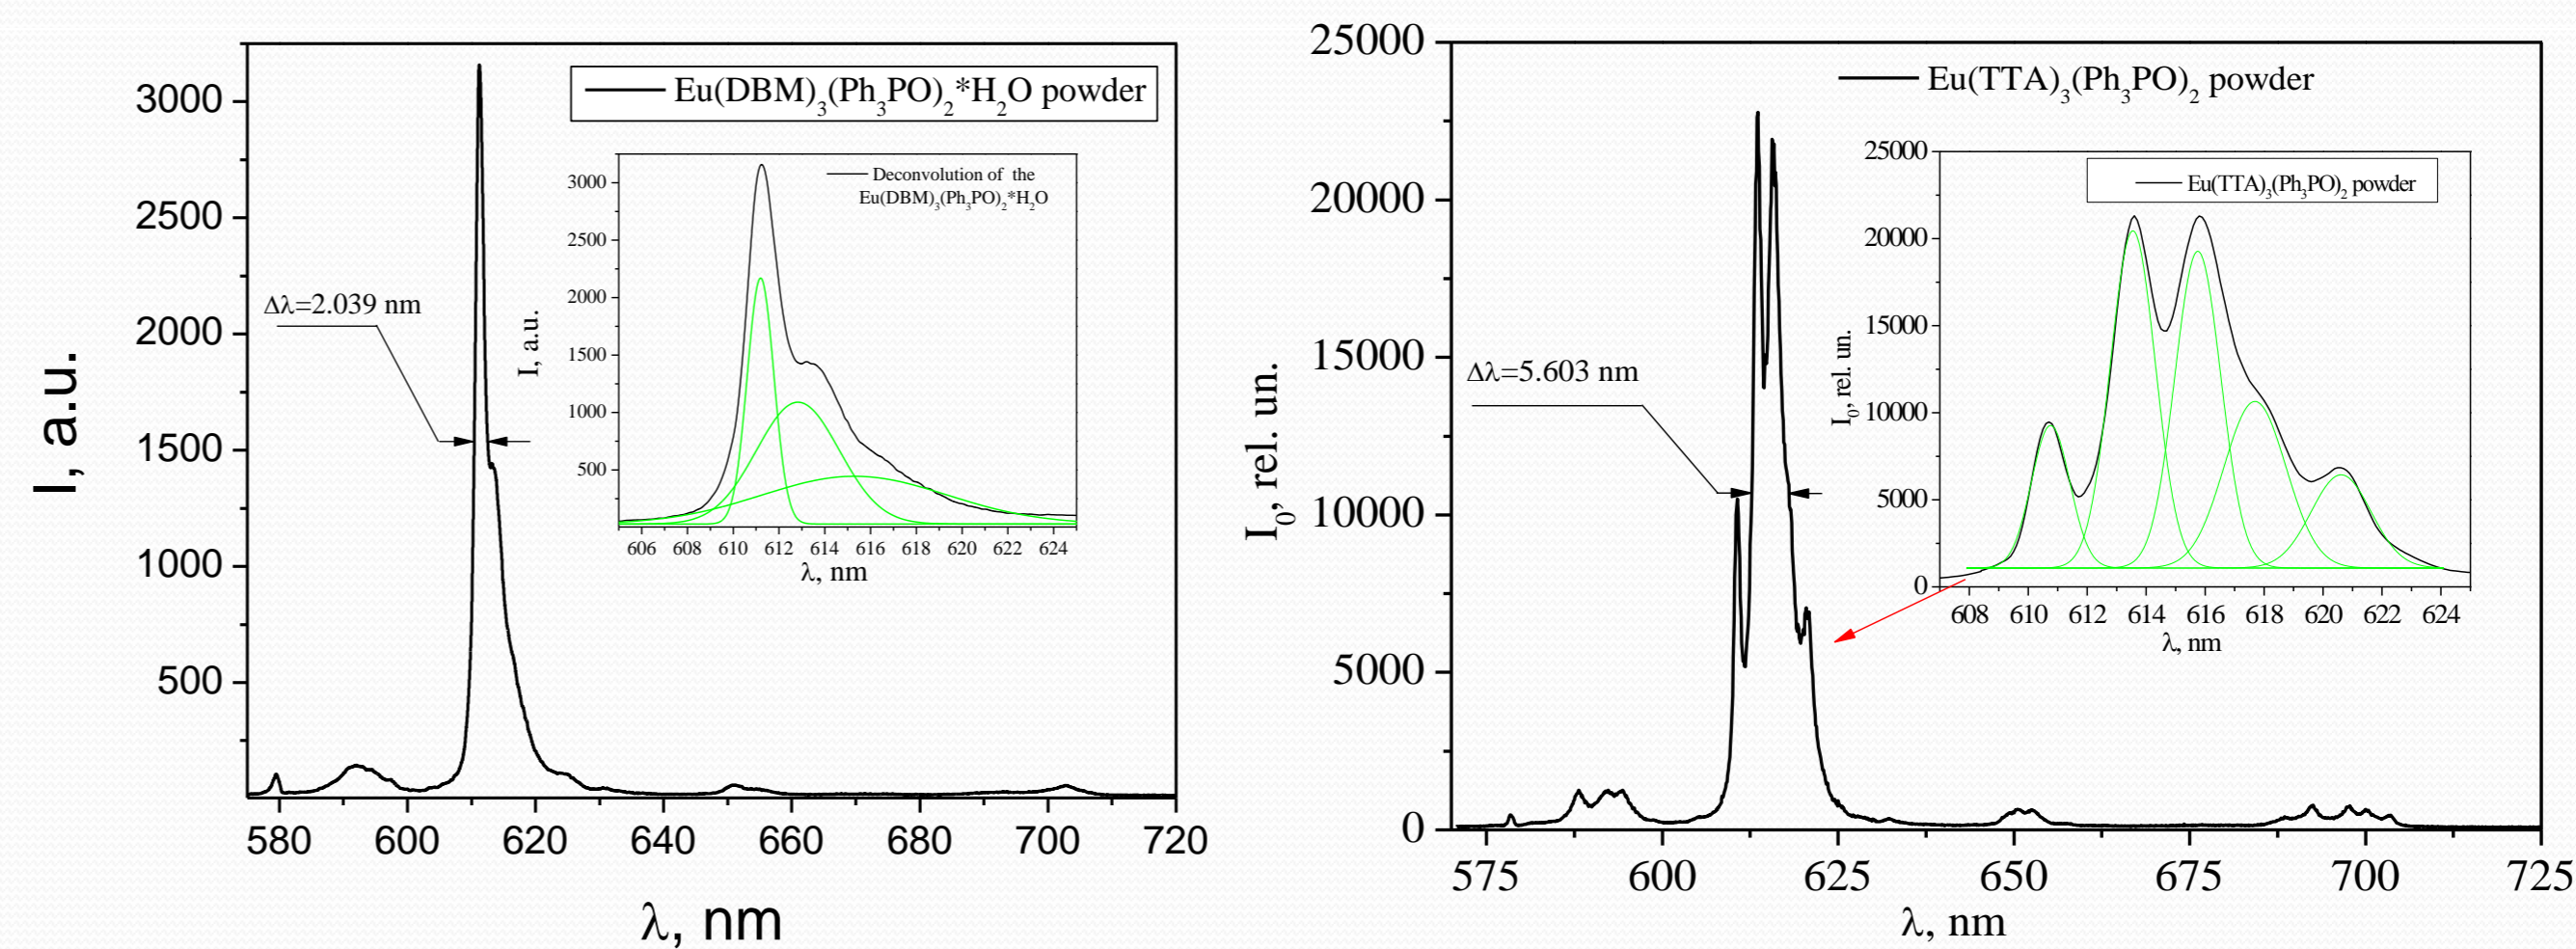 Eu(DBM)₃(Ph₃PO)₂*H₂O powder
Δλ=2.039 nm
I, a.u.
3000
2500
2000
1500
1000
500
580 600 620 640 660 680 700 720
λ, nm
Deconvolution of the
Eu(DBM)₃(Ph₃PO)₂*H₂O
I, a.u.
3000
2500
2000
1500
1000
500
606 608 610 612 614 616 618 620 622 624
λ, nm
Eu(TTA)₃(Ph₃PO)₂ powder
Δλ=5.603 nm
I₀, rel. un.
25000
20000
15000
10000
5000
0
575 600 625 650 675 700 725
λ, nm
Eu(TTA)₃(Ph₃PO)₂ powder
I₀, rel. un.
25000
20000
15000
10000
5000
0
608 610 612 614 616 618 620 622 624
λ, nm